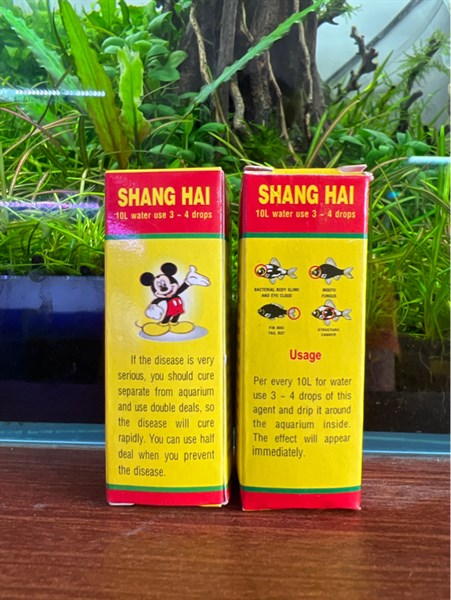 SHANG HAI
10L water use 3 - 4 drops
If the disease is very
serious, you should cure
separate from aquarium
and use double deals, so
the disease will cure
rapidly. You can use half
deal when you prevent
the disease.
SHANG HAI
10L water use 3 - 4 drops
BACTERIAL BODY SLIME
AND EYE CLOUD
MOUTH
FUNGUS
FIN AND
TAIL ROT
STRUCTURAL
CANKER
Usage
Per every 10L for water
use 3 - 4 drops of this
agent and drip it around
the aquarium inside.
The effect will appear
immediately.